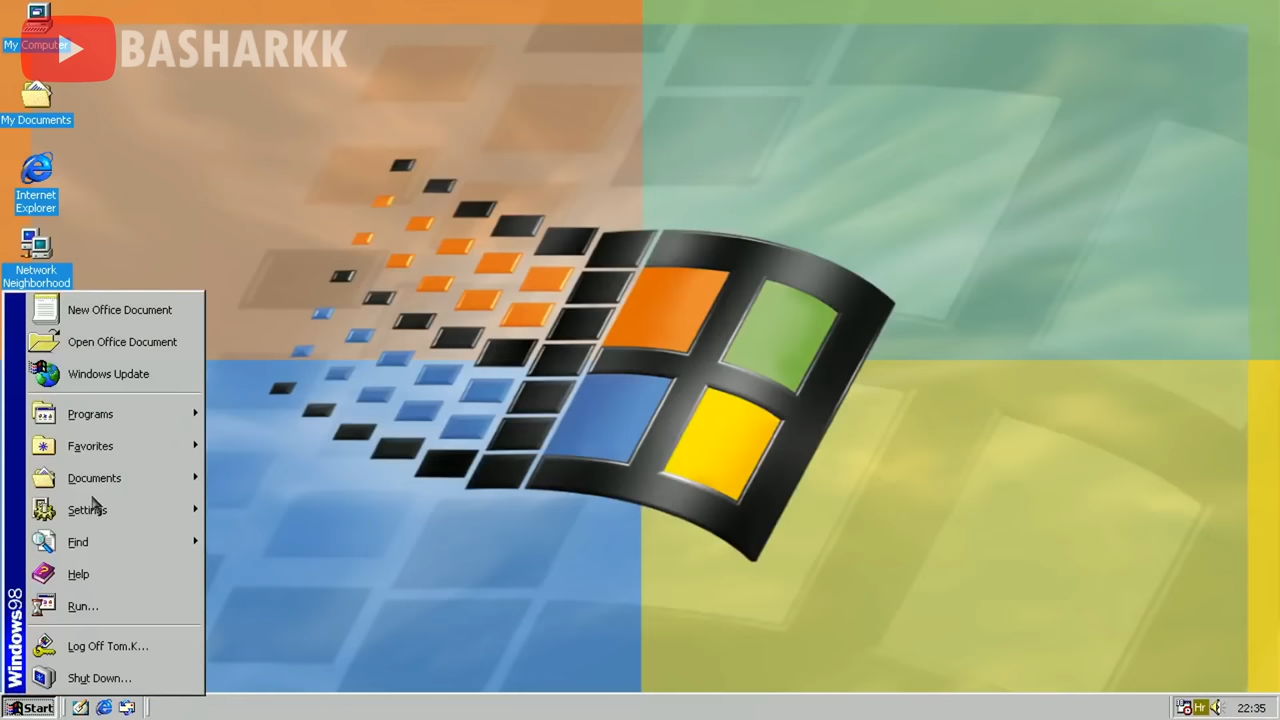 BASHARKK
My Computer
My Documents
Internet
Explorer
Network
Neighborhood
New Office Document
Open Office Document
Windows Update
Programs
Favorites
Documents
Settings
Find
Help
Run...
Log Off Tom.K...
Shut Down...
Windows98
Start
Hr
22:35